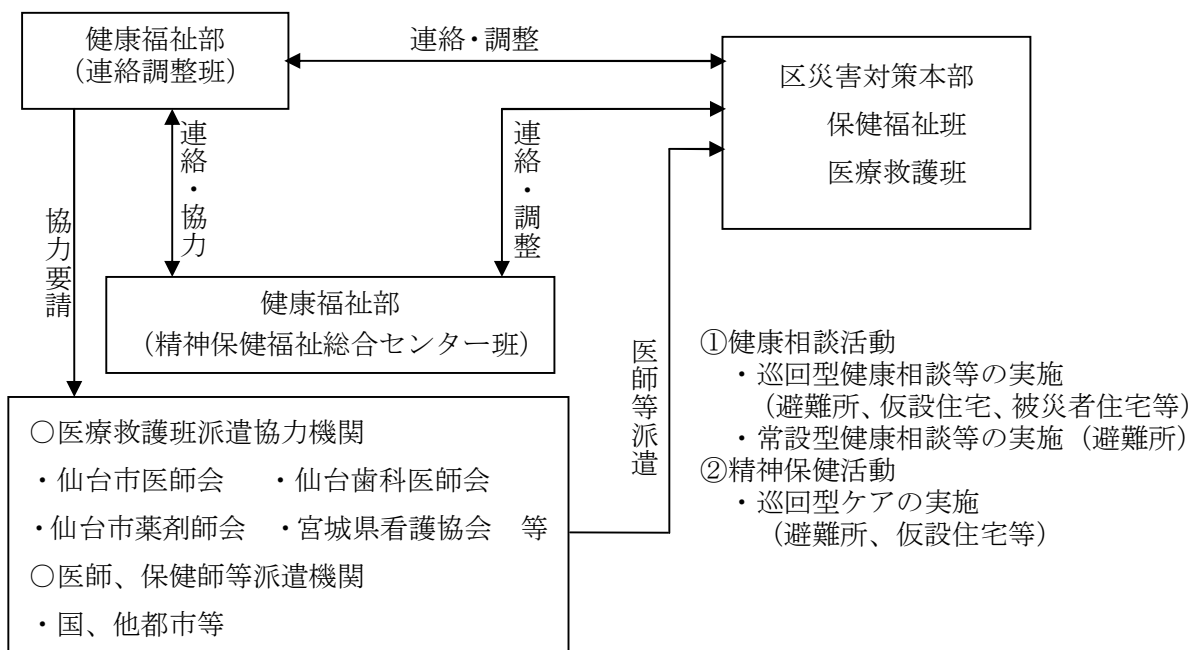 健康福祉部
（連絡調整班）
連絡・調整
区災害対策本部
保健福祉班
医療救護班
連絡・協力
連絡・調整
協力要請
健康福祉部
（精神保健福祉総合センター班）
医師等派遣
○医療救護班派遣協力機関
・仙台市医師会　・仙台歯科医師会
・仙台市薬剤師会　・宮城県看護協会　等
○医師、保健師等派遣機関
・国、他都市等
①健康相談活動
・巡回型健康相談等の実施
（避難所、仮設住宅、被災者住宅等）
・常設型健康相談等の実施（避難所）
②精神保健活動
・巡回型ケアの実施
（避難所、仮設住宅等）